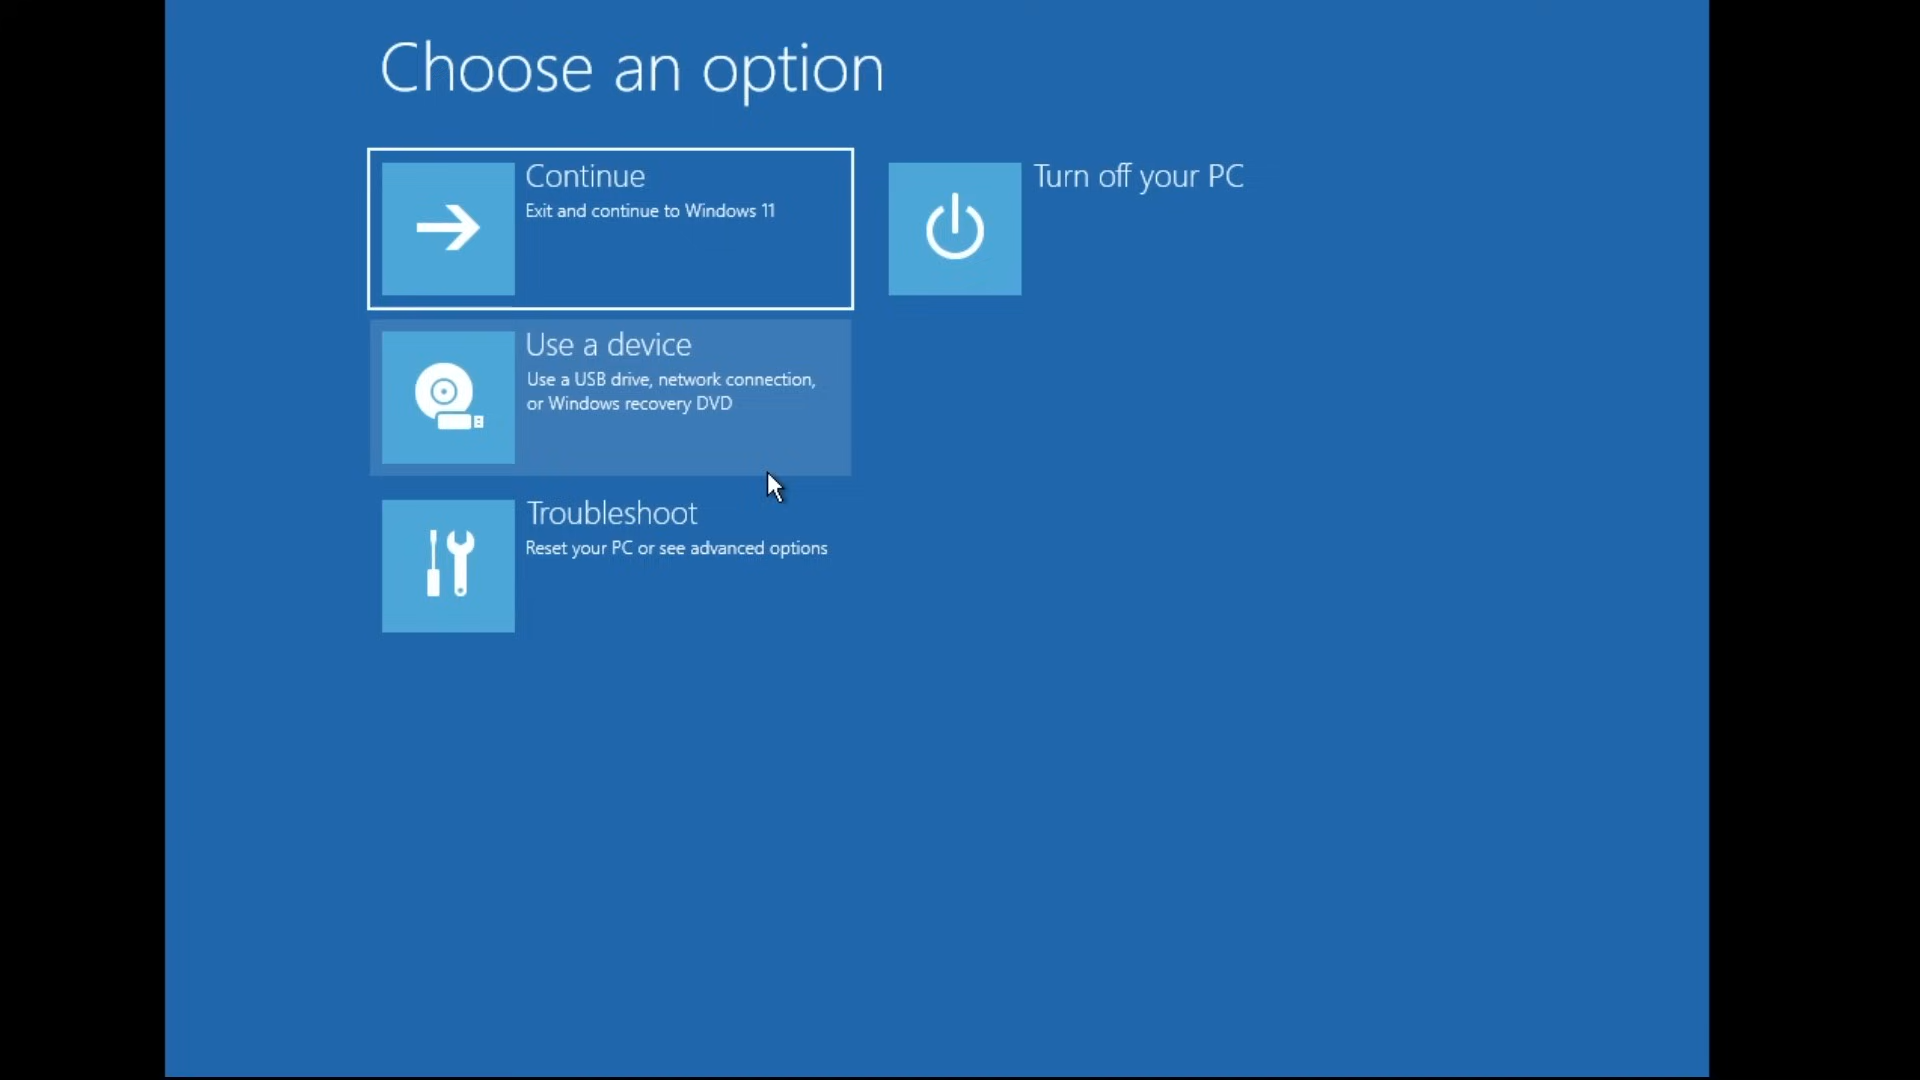 Choose an option
Continue
Exit and continue to Windows 11
Turn off your PC
Use a device
Use a USB drive, network connection,
or Windows recovery DVD
Troubleshoot
Reset your PC or see advanced options